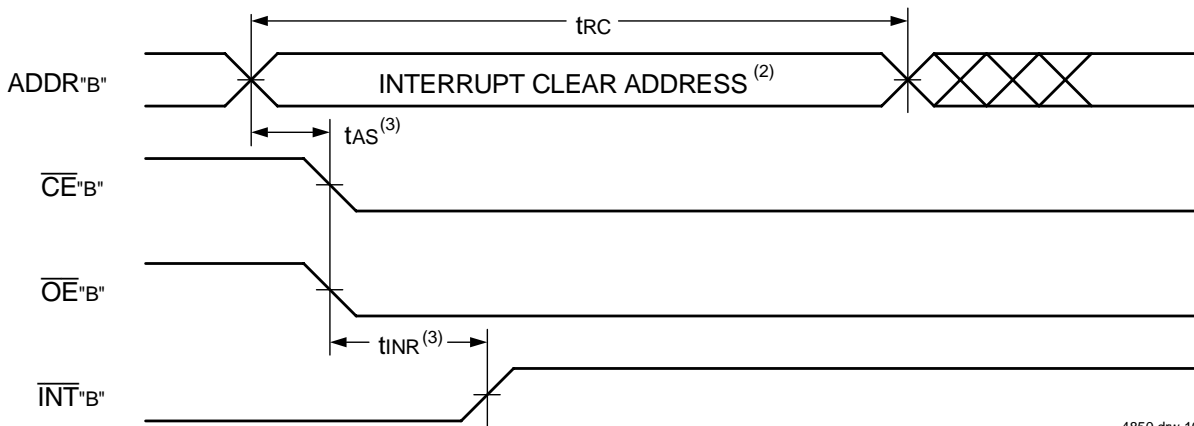 tRC
ADDR"B"
INTERRUPT CLEAR ADDRESS (2)
tAS(3)
CE"B"
OE"B"
tINR(3)
INT"B"